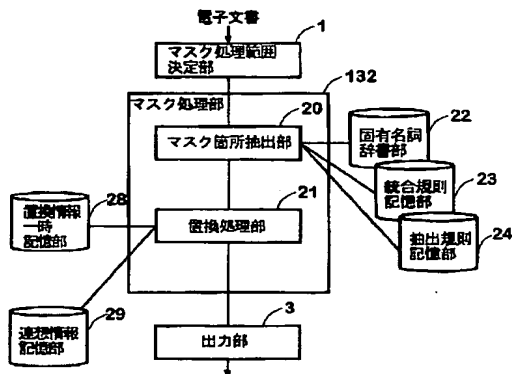 電子文書
1
マスク処理範囲
決定部
132
マスク処理部
20
マスク箇所抽出部
22
固有名詞
辞書部
23
統合規則
記憶部
24
抽出規則
記憶部
21
置換処理部
28
置換情報
一時
記憶部
29
連想情報
記憶部
3
出力部